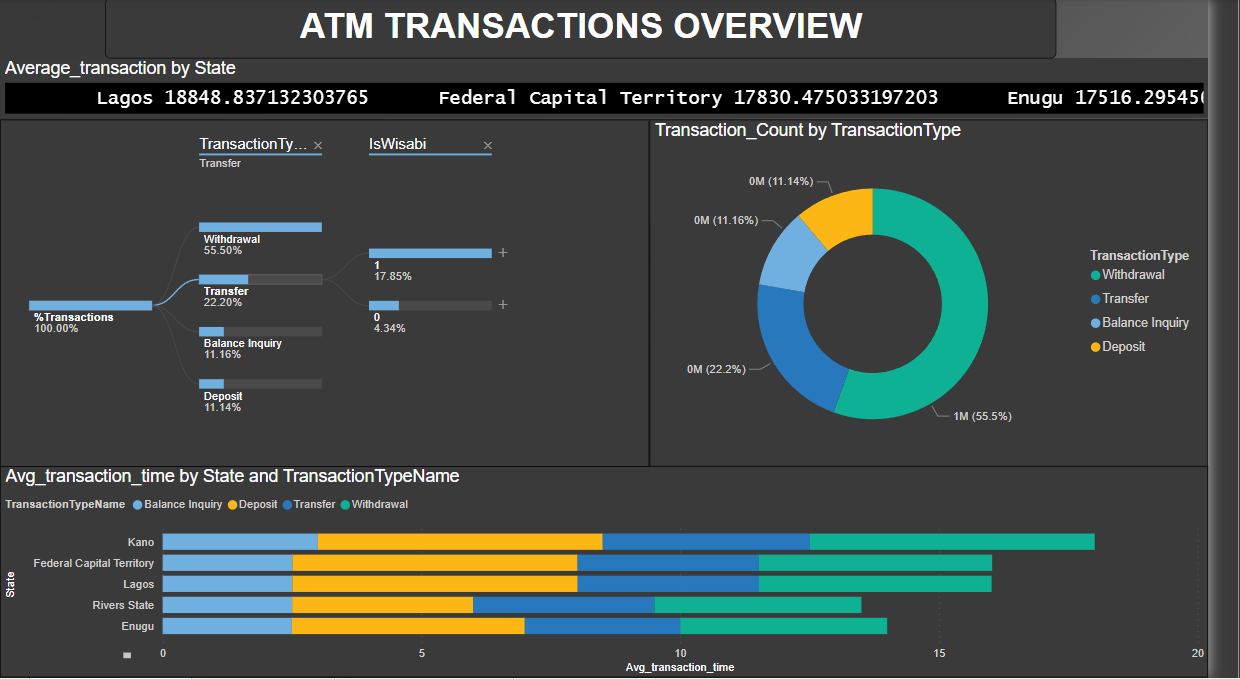 ATM TRANSACTIONS OVERVIEW
Average_transaction by State
Lagos 18848.837132303765 Federal Capital Territory 17830.475033197203 Enugu 17516.29545
TransactionTy... × IsWisabi ×
Transfer
Withdrawal
55.50%
Transfer
22.20%
Balance Inquiry
11.16%
Deposit
11.14%
%Transactions
100.00%
1
17.85%
+
0
4.34%
+
Transaction_Count by TransactionType
0M (11.14%)
0M (11.16%)
0M (22.2%)
1M (55.5%)
TransactionType
Withdrawal
Transfer
Balance Inquiry
Deposit
Avg_transaction_time by State and TransactionTypeName
TransactionTypeName Balance Inquiry Deposit Transfer Withdrawal
State
Kano
Federal Capital Territory
Lagos
Rivers State
Enugu
0 5 10 15 20
Avg_transaction_time